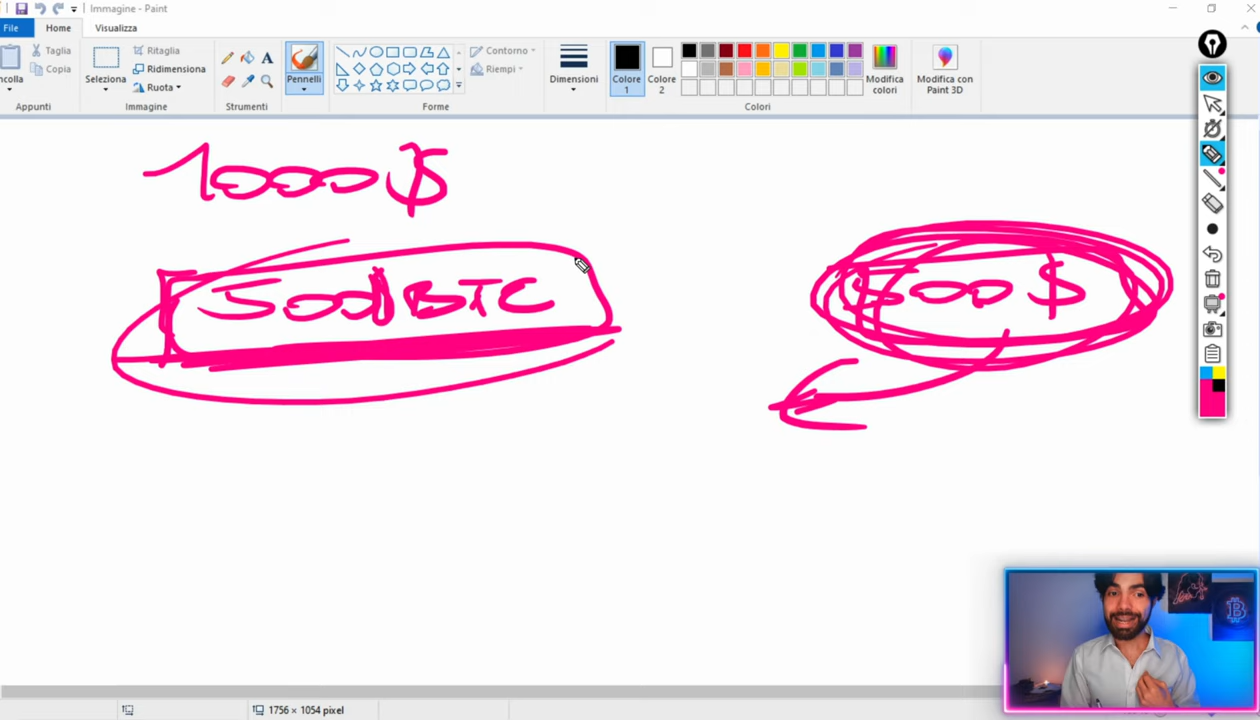 Immagine - Paint
File Home Visualizza
Taglia Ritaglia Contorno
Copia Ridimensiona Riempi
Seleziona Ruota Pennelli Dimensioni Colore 1 Colore 2 Modifica colori Modifica con Paint 3D
Appunti Immagine Strumenti Forme Colori
1000 $
500 BTC 500 $
1756 × 1054 pixel